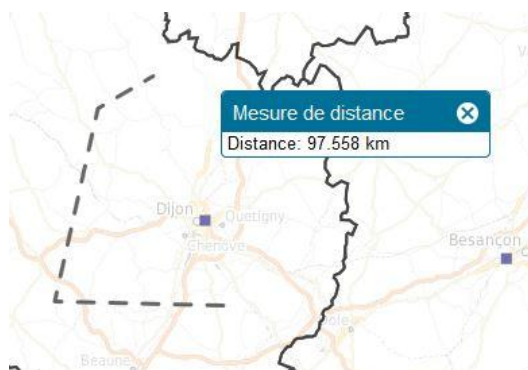 Mesure de distance
Distance: 97.558 km
Dijon
Quetigny
Chenôve
Besançon
Dole
Beaune